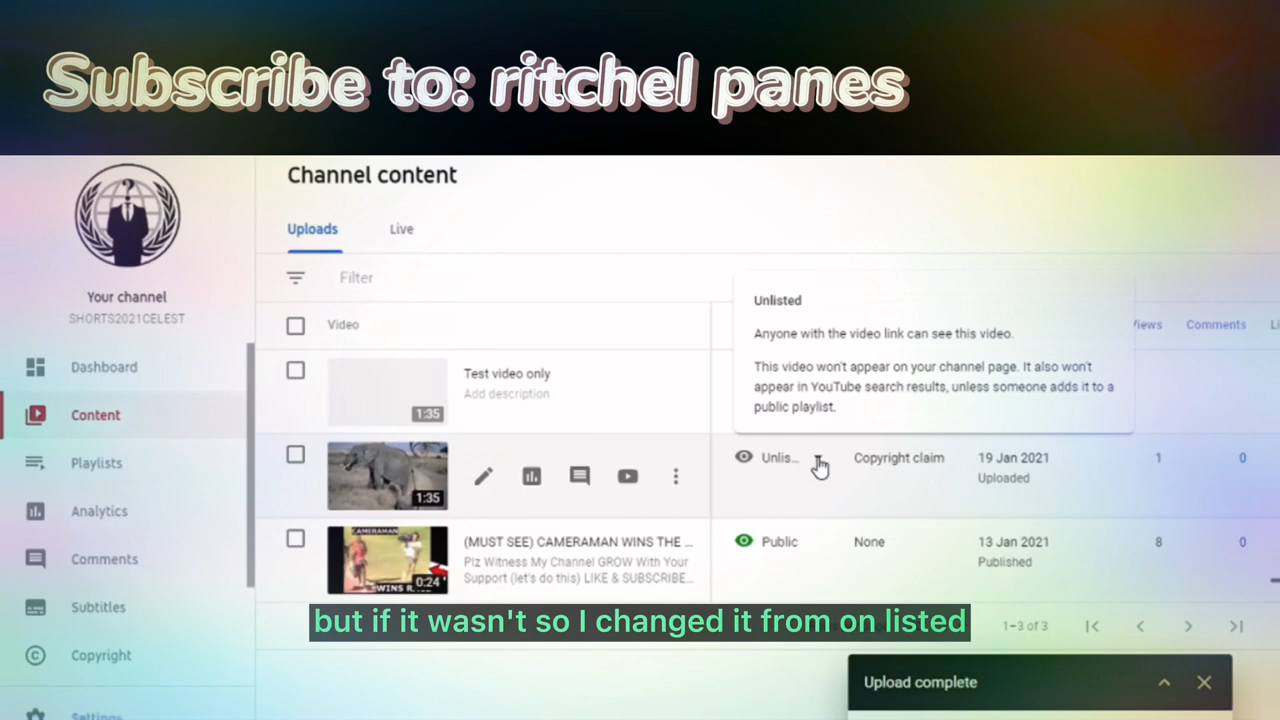 Subscribe to: ritchel panes
Channel content
Uploads
Live
Filter
Your channel
SHORTS2021CELEST
Dashboard
Content
Playlists
Analytics
Comments
Subtitles
Copyright
Settings
Video
Views
Comments
Unlisted
Anyone with the video link can see this video.
This video won't appear on your channel page. It also won't
appear in YouTube search results, unless someone adds it to a
public playlist.
Test video only
Add description
1:35
1:35
Unlis...
Copyright claim
19 Jan 2021
Uploaded
1
0
CAMERAMAN
WINS
0:24
(MUST SEE) CAMERAMAN WINS THE ...
Plz Witness My Channel GROW With Your
Support (let's do this) LIKE & SUBSCRIBE...
Public
None
13 Jan 2021
Published
8
0
but if it wasn't so I changed it from on listed
1–3 of 3
Upload complete